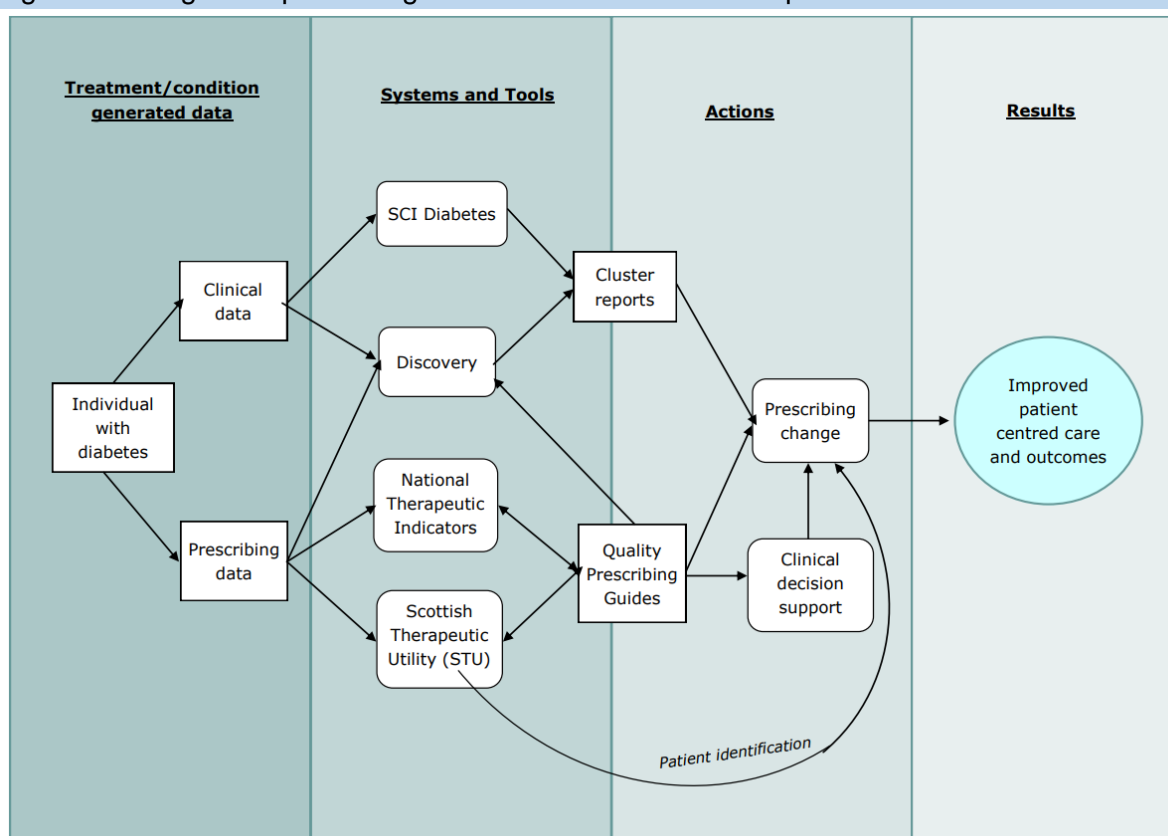 Treatment/condition
generated data
Systems and Tools
Actions
Results
SCI Diabetes
Clinical
data
Cluster
reports
Discovery
Individual
with
diabetes
Prescribing
change
Improved
patient
centred care
and outcomes
National
Therapeutic
Indicators
Prescribing
data
Quality
Prescribing
Guides
Clinical
decision
support
Scottish
Therapeutic
Utility (STU)
Patient identification